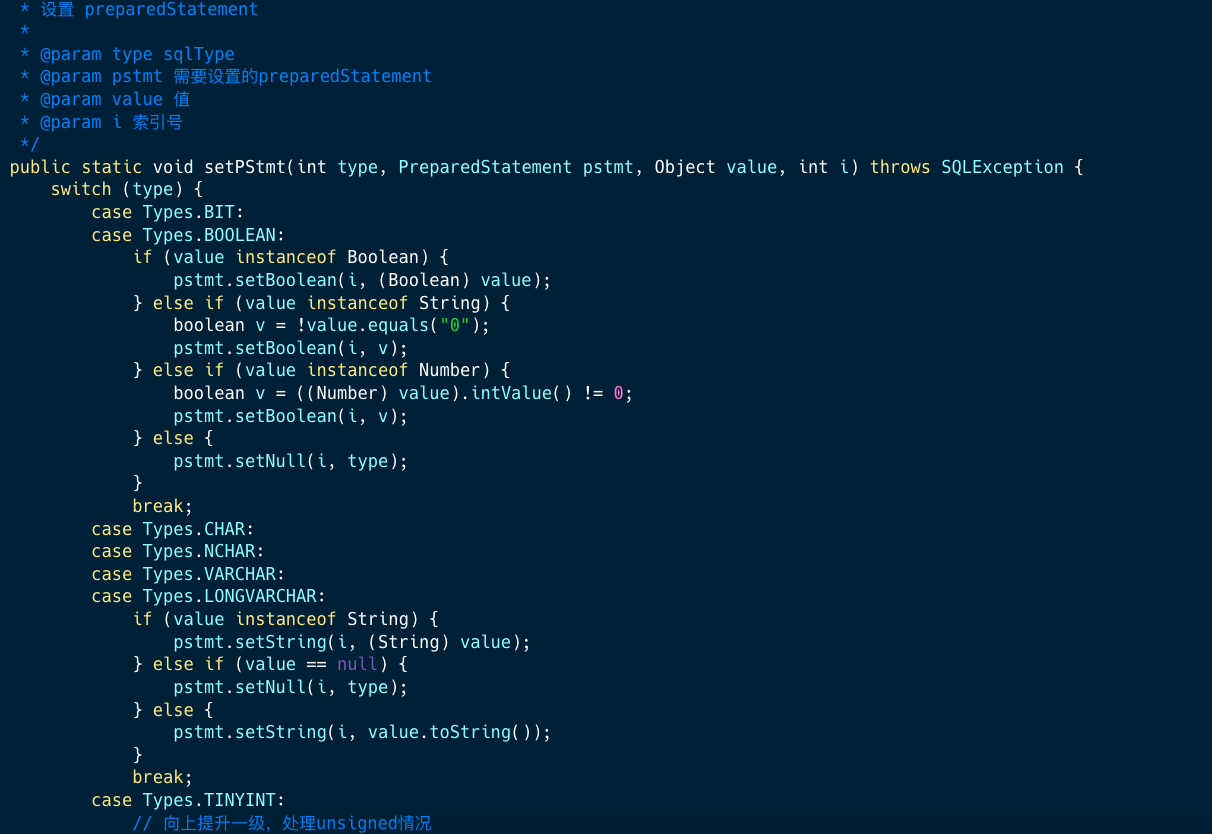 * 设置 preparedStatement
*
* @param type sqlType
* @param pstmt 需要设置的preparedStatement
* @param value 值
* @param i 索引号
*/
public static void setPStmt(int type, PreparedStatement pstmt, Object value, int i) throws SQLException {
switch (type) {
case Types.BIT:
case Types.BOOLEAN:
if (value instanceof Boolean) {
pstmt.setBoolean(i, (Boolean) value);
} else if (value instanceof String) {
boolean v = !value.equals("0");
pstmt.setBoolean(i, v);
} else if (value instanceof Number) {
boolean v = ((Number) value).intValue() != 0;
pstmt.setBoolean(i, v);
} else {
pstmt.setNull(i, type);
}
break;
case Types.CHAR:
case Types.NCHAR:
case Types.VARCHAR:
case Types.LONGVARCHAR:
if (value instanceof String) {
pstmt.setString(i, (String) value);
} else if (value == null) {
pstmt.setNull(i, type);
} else {
pstmt.setString(i, value.toString());
}
break;
case Types.TINYINT:
// 向上提升一级，处理unsigned情况